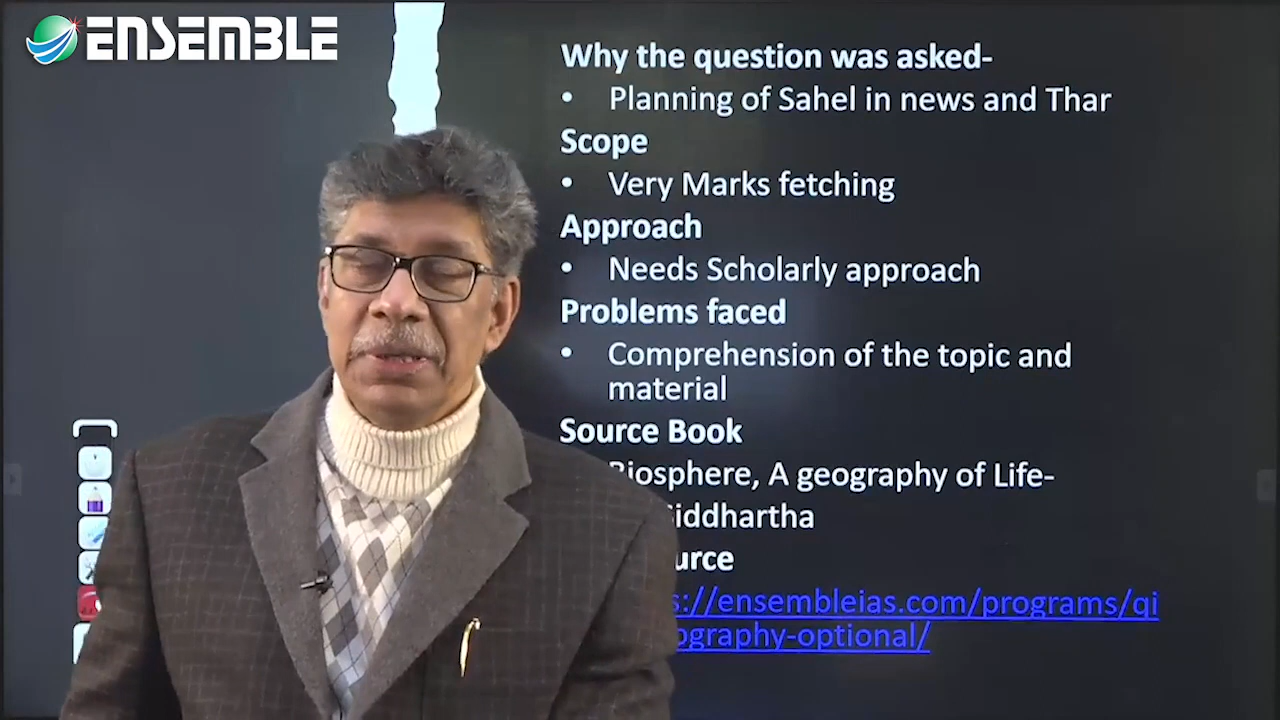 ENSEMBLE
Why the question was asked-
• Planning of Sahel in news and Thar
Scope
• Very Marks fetching
Approach
• Needs Scholarly approach
Problems faced
• Comprehension of the topic and
material
Source Book
Biosphere, A geography of Life-
Siddhartha
urce
s://ensembleias.com/programs/qi
ography-optional/